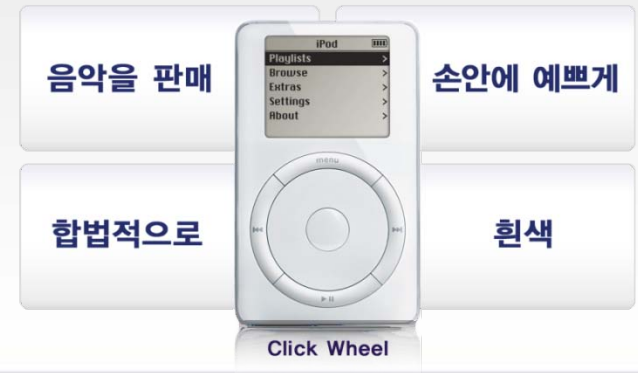 음악을 판매
손안에 예쁘게
iPod
Playlists >
Browse >
Extras >
Settings >
About >
menu
합법적으로
흰색
Click Wheel